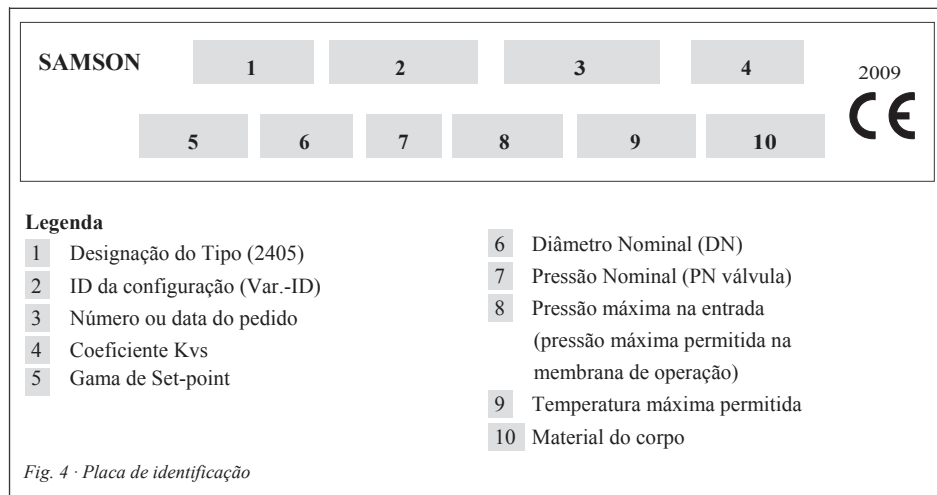 SAMSON 1 2 3 4 2009
CE
5 6 7 8 9 10
Legenda
1 Designação do Tipo (2405)
2 ID da configuração (Var.-ID)
3 Número ou data do pedido
4 Coeficiente Kvs
5 Gama de Set-point
6 Diâmetro Nominal (DN)
7 Pressão Nominal (PN válvula)
8 Pressão máxima na entrada
(pressão máxima permitida na
membrana de operação)
9 Temperatura máxima permitida
10 Material do corpo
Fig. 4 · Placa de identificação